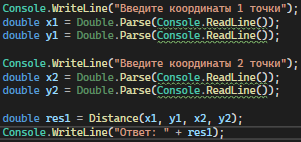 Console.WriteLine("Введите координаты 1 точки");
double x1 = Double.Parse(Console.ReadLine());
double y1 = Double.Parse(Console.ReadLine());
Console.WriteLine("Введите координаты 2 точки");
double x2 = Double.Parse(Console.ReadLine());
double y2 = Double.Parse(Console.ReadLine());
double res1 = Distance(x1, y1, x2, y2);
Console.WriteLine("Ответ: " + res1);